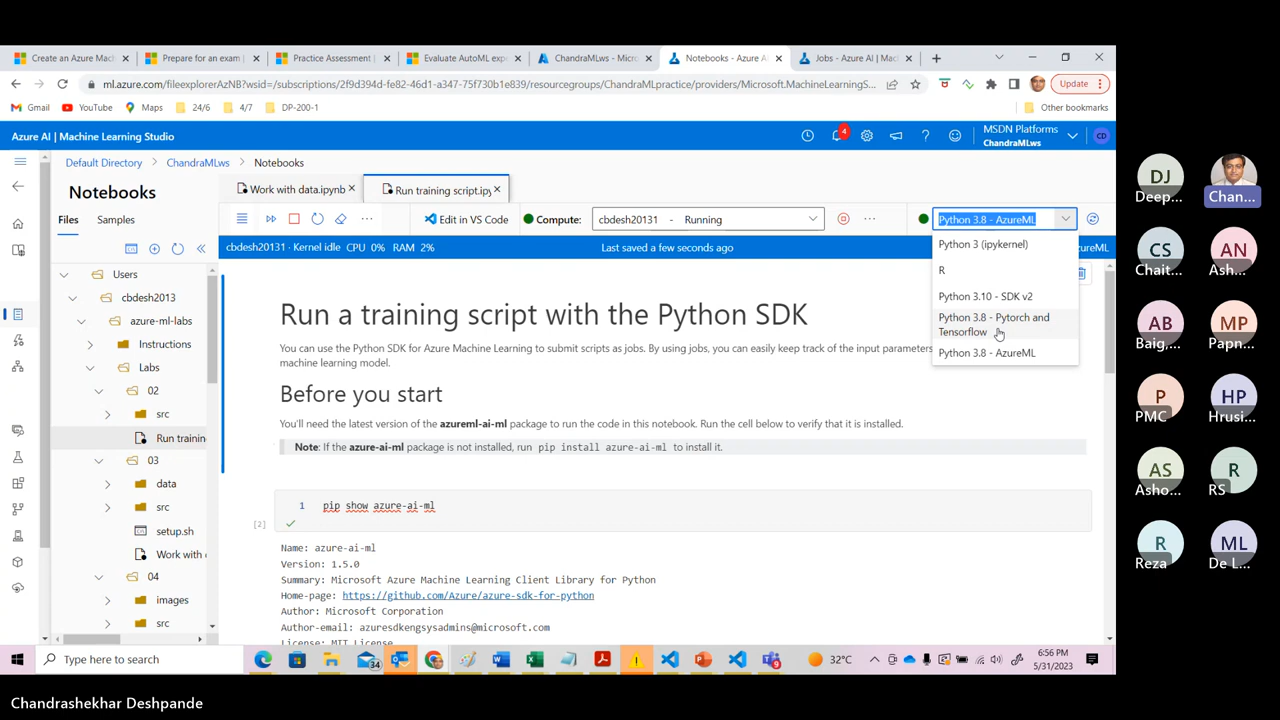 Create an Azure Mac
Prepare for an exam (
Practice Assessment |
Evaluate AutoML exp
ChandraMLws - Micro
Notebooks - Azure AI
Jobs - Azure AI | Mac
ml.azure.com/fileexplorerAzNB?wsid=/subscriptions/2f9d394d-fe82-46d1-a347-75f730b1e839/resourcegroups/ChandraMLpractice/providers/Microsoft.MachineLearningS...
Update
Gmail
YouTube
Maps
24/6
4/7
DP-200-1
Other bookmarks
Azure AI | Machine Learning Studio
4
MSDN Platforms
ChandraMLws
CD
Default Directory
ChandraMLws
Notebooks
Notebooks
Files
Samples
Work with data.ipynb
Run training script.ipy
Edit in VS Code
Compute:
cbdesh20131 - Running
Python 3.8 - AzureML
cbdesh20131 · Kernel idle CPU 0% RAM 2%
Last saved a few seconds ago
ureML
Python 3 (ipykernel)
R
Python 3.10 - SDK v2
Python 3.8 - Pytorch and
Tensorflow
Python 3.8 - AzureML
Users
cbdesh2013
azure-ml-labs
Instructions
Labs
02
src
Run trainin
03
data
src
setup.sh
Work with
04
images
src
Run a training script with the Python SDK
You can use the Python SDK for Azure Machine Learning to submit scripts as jobs. By using jobs, you can easily keep track of the input parameters
machine learning model.
Before you start
You'll need the latest version of the azureml-ai-ml package to run the code in this notebook. Run the cell below to verify that it is installed.
Note: If the azure-ai-ml package is not installed, run pip install azure-ai-ml to install it.
1 pip show azure-ai-ml
[2]
Name: azure-ai-ml
Version: 1.5.0
Summary: Microsoft Azure Machine Learning Client Library for Python
Home-page: https://github.com/Azure/azure-sdk-for-python
Author: Microsoft Corporation
Author-email: azuresdkengsysadmins@microsoft.com
License: MIT License
Type here to search
34
9
32°C
6:56 PM
5/31/2023
DJ
Deep...
Chan...
CS
Chait...
AN
Ash...
AB
Baig,...
MP
Papn...
P
PMC
HP
Hrusi...
AS
Asho...
R
RS
R
Reza
ML
De L...
Chandrashekhar Deshpande